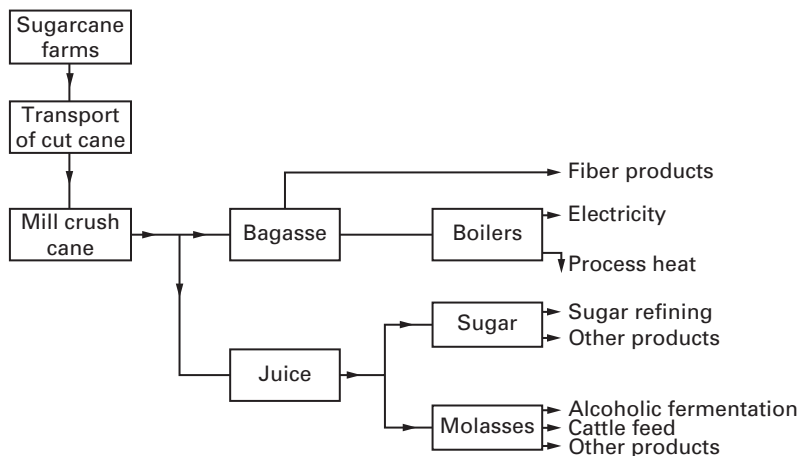 Sugarcane
farms
Transport
of cut cane
Mill crush
cane
Bagasse
Fiber products
Boilers
Electricity
Process heat
Juice
Sugar
Sugar refining
Other products
Molasses
Alcoholic fermentation
Cattle feed
Other products